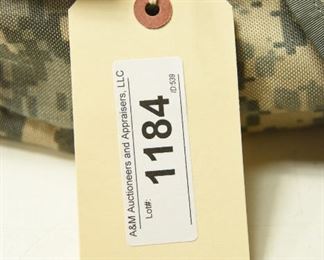 A&M Auctioneers and Appraisers, LLC
Lot#: 1184
ID:539